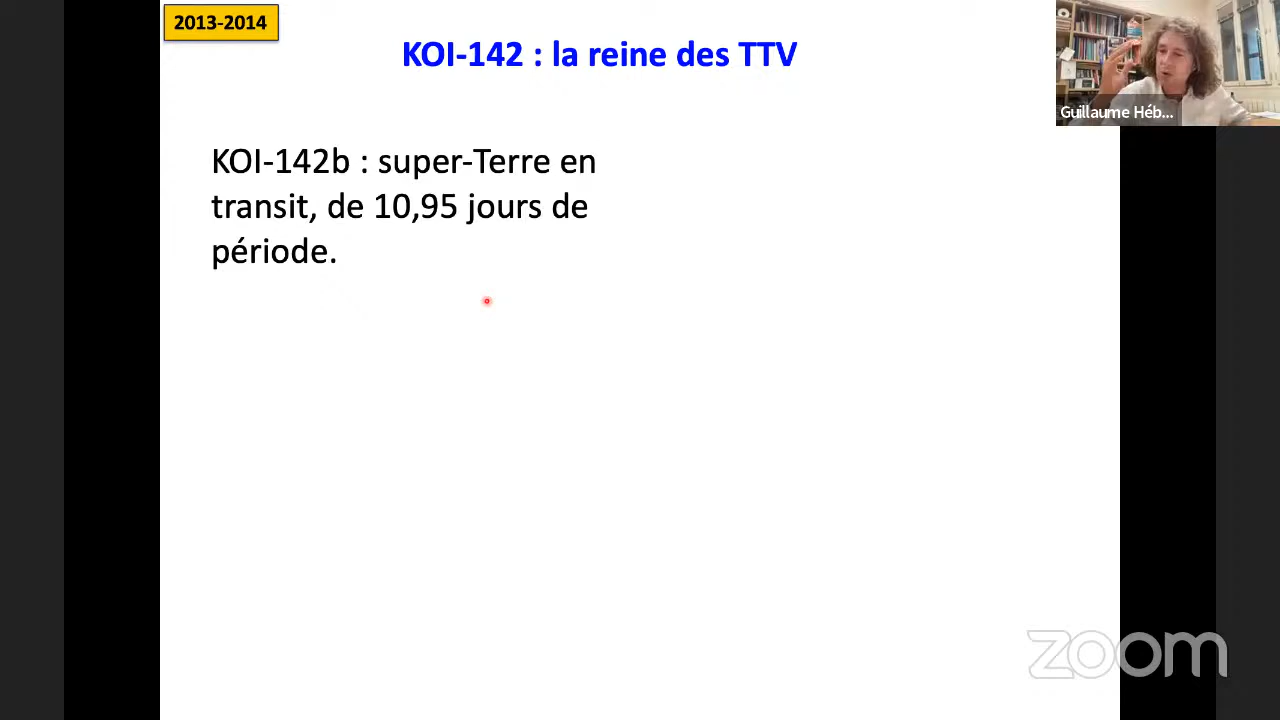 2013-2014
KOI-142 : la reine des TTV
Guillaume Héb...
KOI-142b : super-Terre en
transit, de 10,95 jours de
période.
zoom